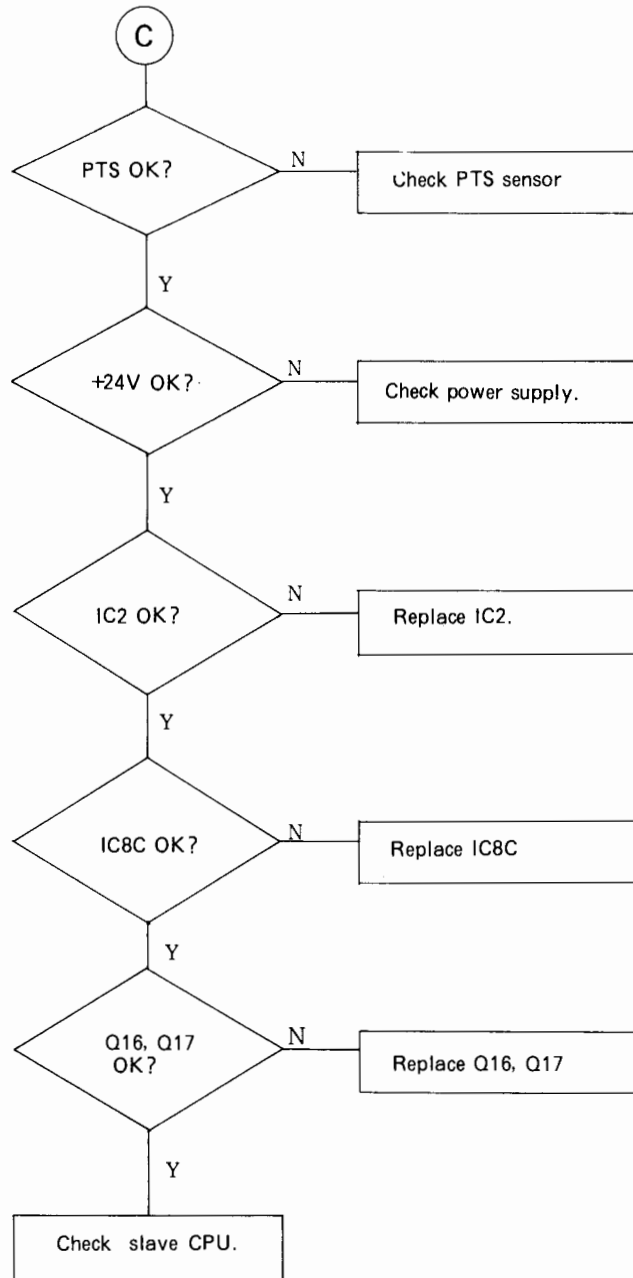 C
PTS OK?
N
Check PTS sensor
Y
+24V OK?
N
Check power supply.
Y
IC2 OK?
N
Replace IC2.
Y
IC8C OK?
N
Replace IC8C
Y
Q16, Q17
OK?
N
Replace Q16, Q17
Y
Check slave CPU.